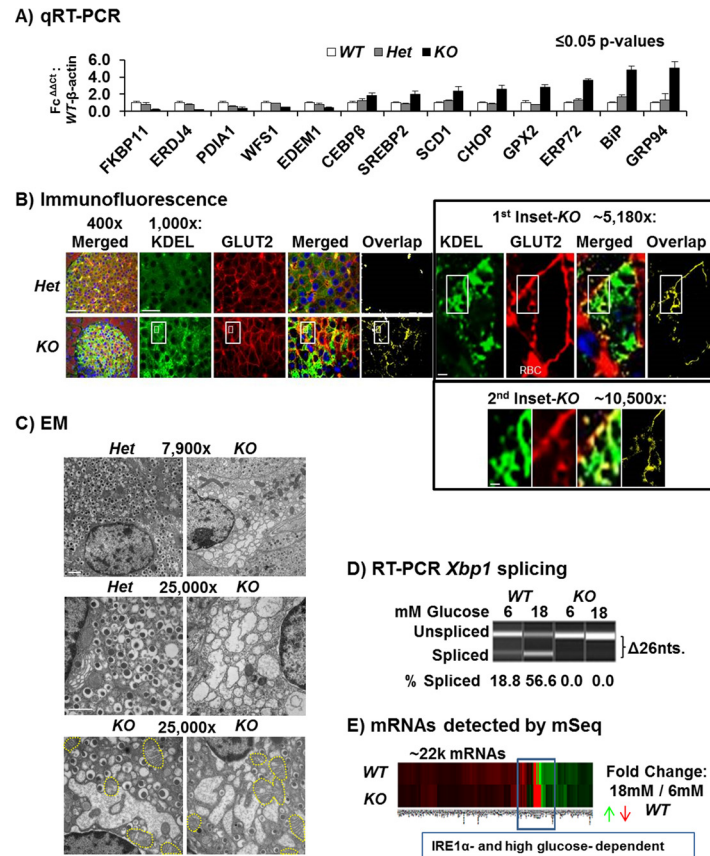 A) qRT-PCR
WT Het KO
≤0.05 p-values
Fc ΔΔCt :
WT-β-actin
6.0
4.0
2.0
0.0
FKBP11 ERDJ4 PDIA1 WFS1 EDEM1 CEBPβ SREBP2 SCD1 CHOP GPX2 ERP72 BiP GRP94
B) Immunofluorescence
400x 1,000x:
Merged KDEL GLUT2 Merged Overlap
Het
KO
1st Inset-KO ~5,180x:
KDEL GLUT2 Merged Overlap
RBC
2nd Inset-KO ~10,500x:
C) EM
Het 7,900x KO
Het 25,000x KO
KO 25,000x KO
D) RT-PCR Xbp1 splicing
WT KO
mM Glucose 6 18 6 18
Unspliced
Spliced
Δ26nts.
% Spliced 18.8 56.6 0.0 0.0
E) mRNAs detected by mSeq
~22k mRNAs
WT
KO
Fold Change:
18mM / 6mM
WT
IRE1α- and high glucose- dependent